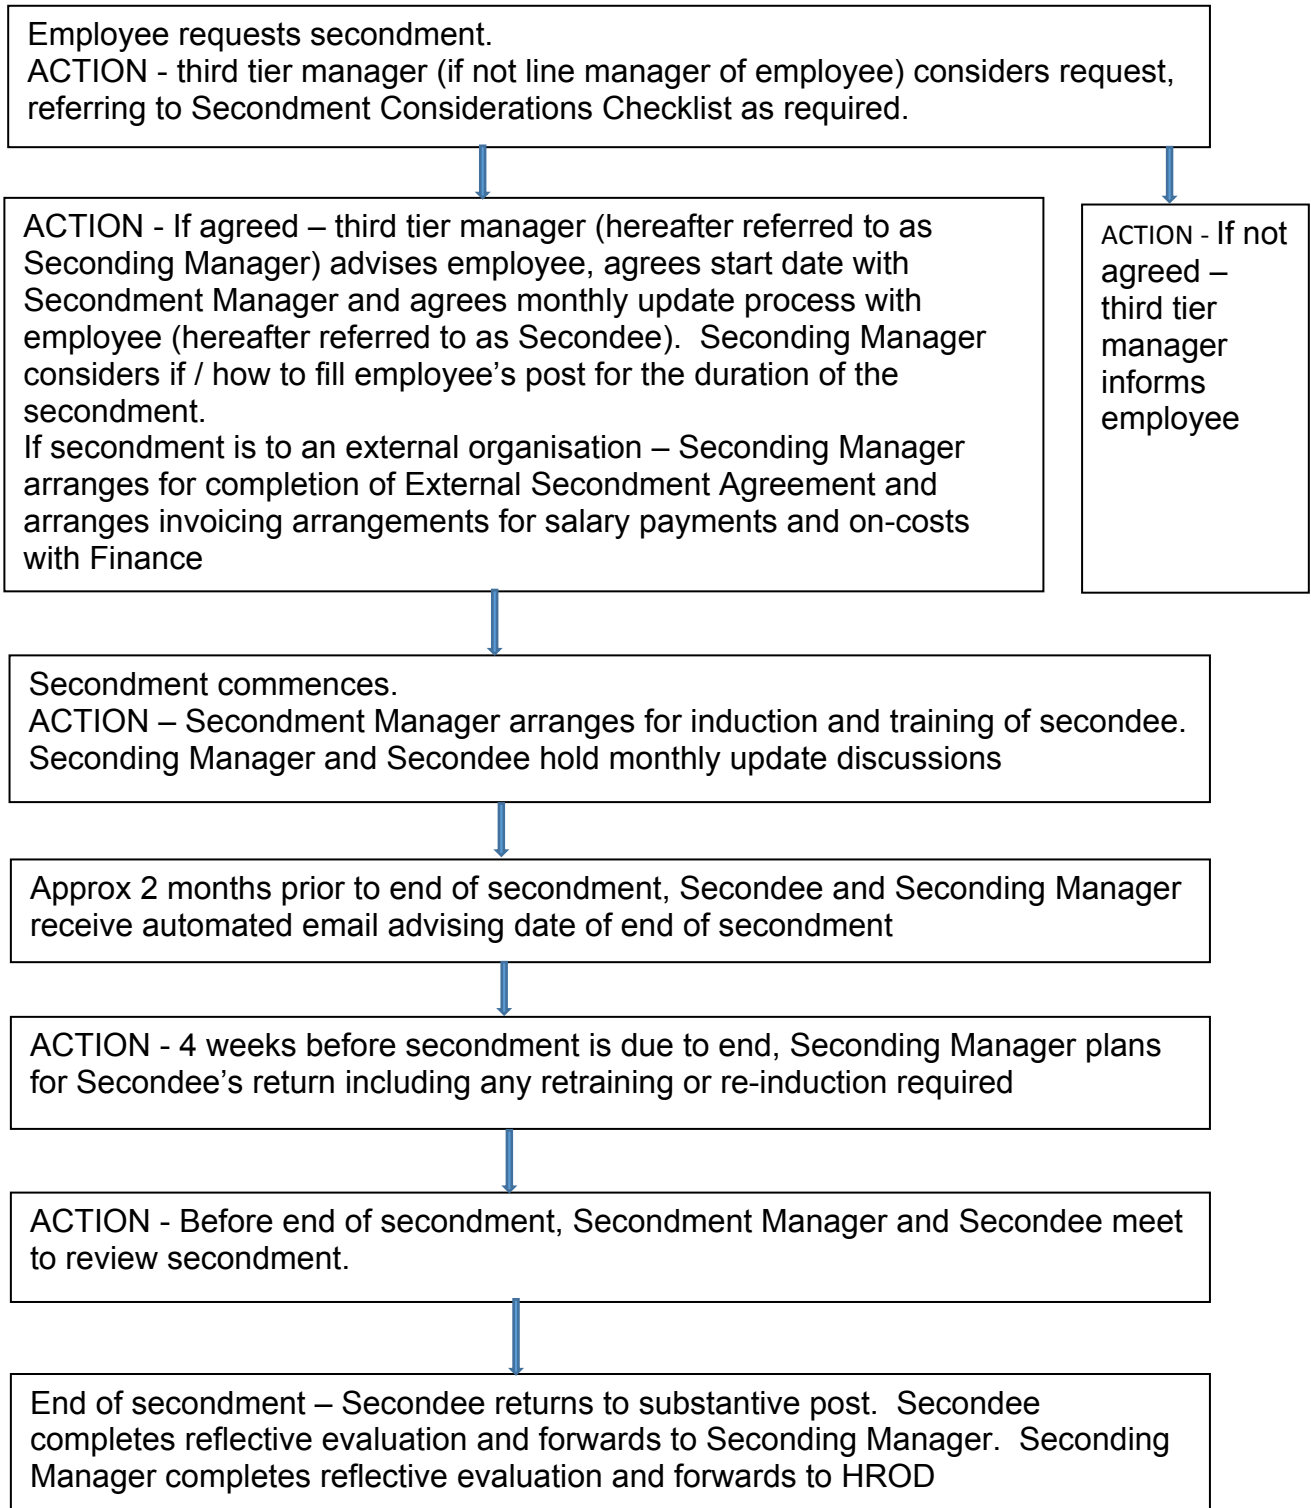 Employee requests secondment.
ACTION - third tier manager (if not line manager of employee) considers request,
referring to Secondment Considerations Checklist as required.
ACTION - If agreed – third tier manager (hereafter referred to as
Seconding Manager) advises employee, agrees start date with
Secondment Manager and agrees monthly update process with
employee (hereafter referred to as Secondee).  Seconding Manager
considers if / how to fill employee’s post for the duration of the
secondment.
If secondment is to an external organisation – Seconding Manager
arranges for completion of External Secondment Agreement and
arranges invoicing arrangements for salary payments and on-costs
with Finance
ACTION - If not
agreed –
third tier
manager
informs
employee
Secondment commences.
ACTION – Secondment Manager arranges for induction and training of secondee.
Seconding Manager and Secondee hold monthly update discussions
Approx 2 months prior to end of secondment, Secondee and Seconding Manager
receive automated email advising date of end of secondment
ACTION - 4 weeks before secondment is due to end, Seconding Manager plans
for Secondee’s return including any retraining or re-induction required
ACTION - Before end of secondment, Secondment Manager and Secondee meet
to review secondment.
End of secondment – Secondee returns to substantive post.  Secondee
completes reflective evaluation and forwards to Seconding Manager.  Seconding
Manager completes reflective evaluation and forwards to HROD